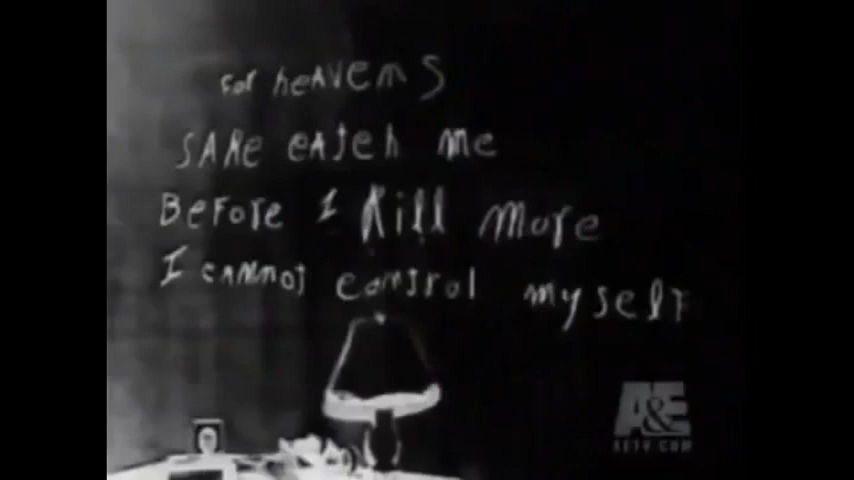 For heAvens
SAKe cAtch me
BeFore I Kill More
I cannot control myself
A&E
AETV.COM